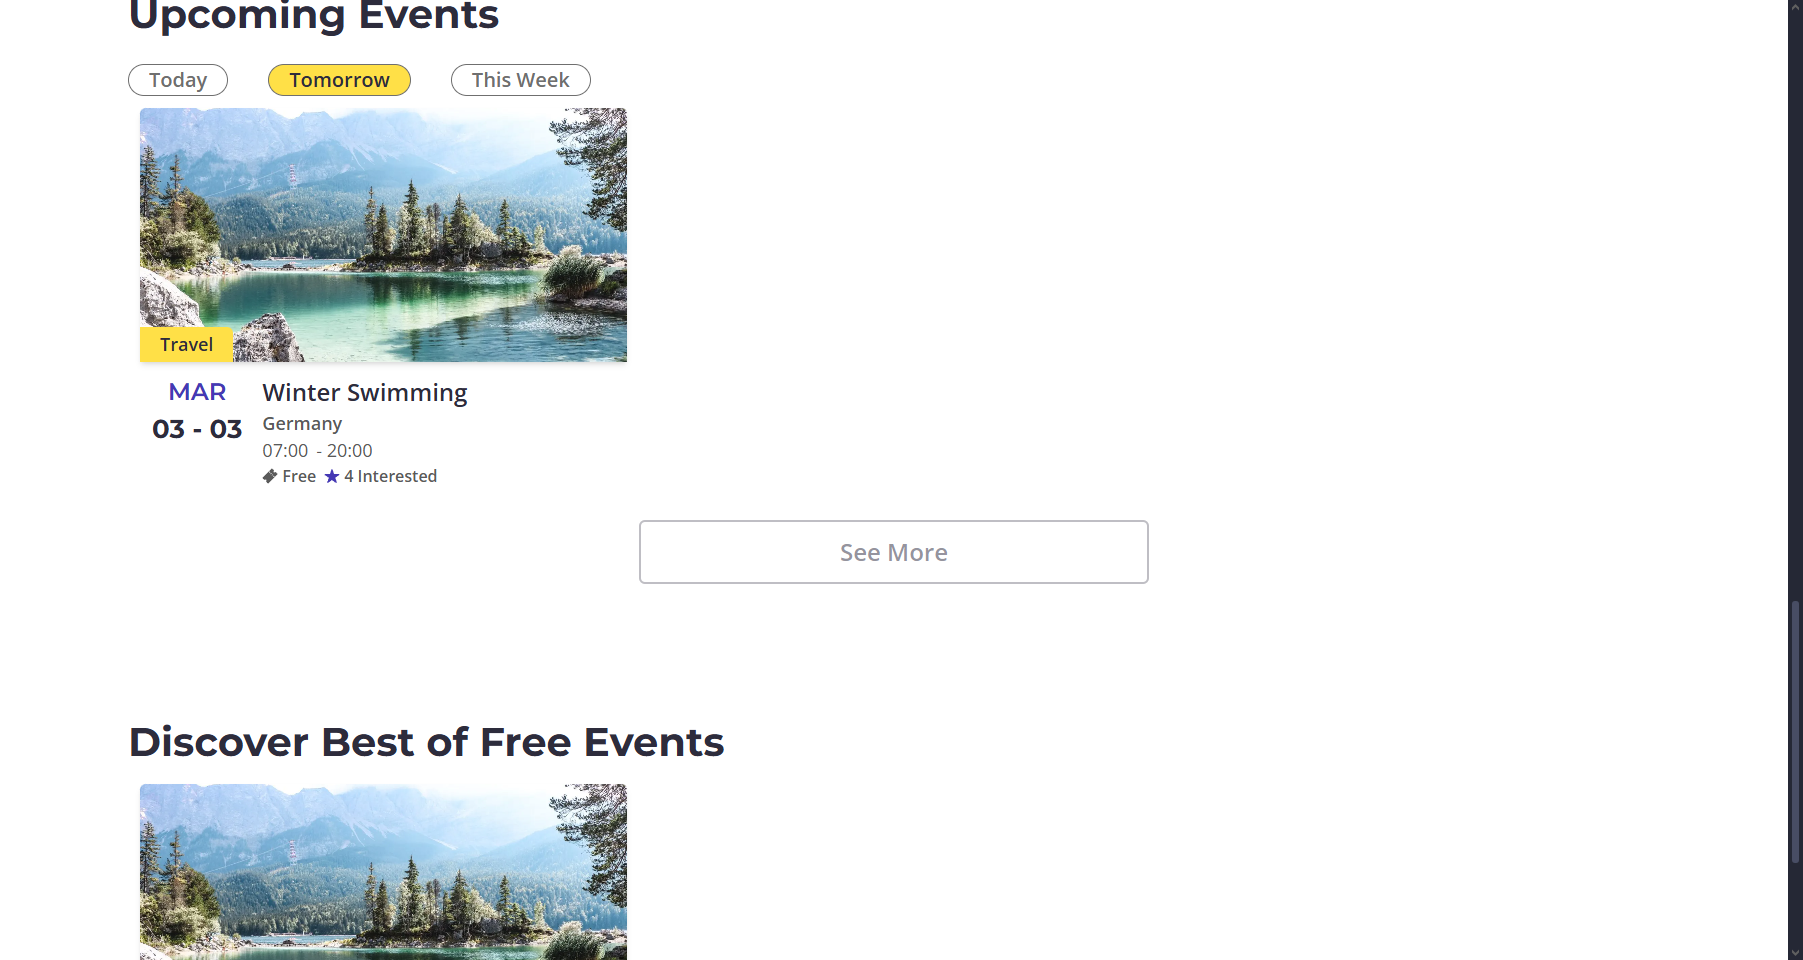 Upcoming Events
Today
Tomorrow
This Week
Travel
MAR
03 - 03
Winter Swimming
Germany
07:00 - 20:00
Free
4 Interested
See More
Discover Best of Free Events